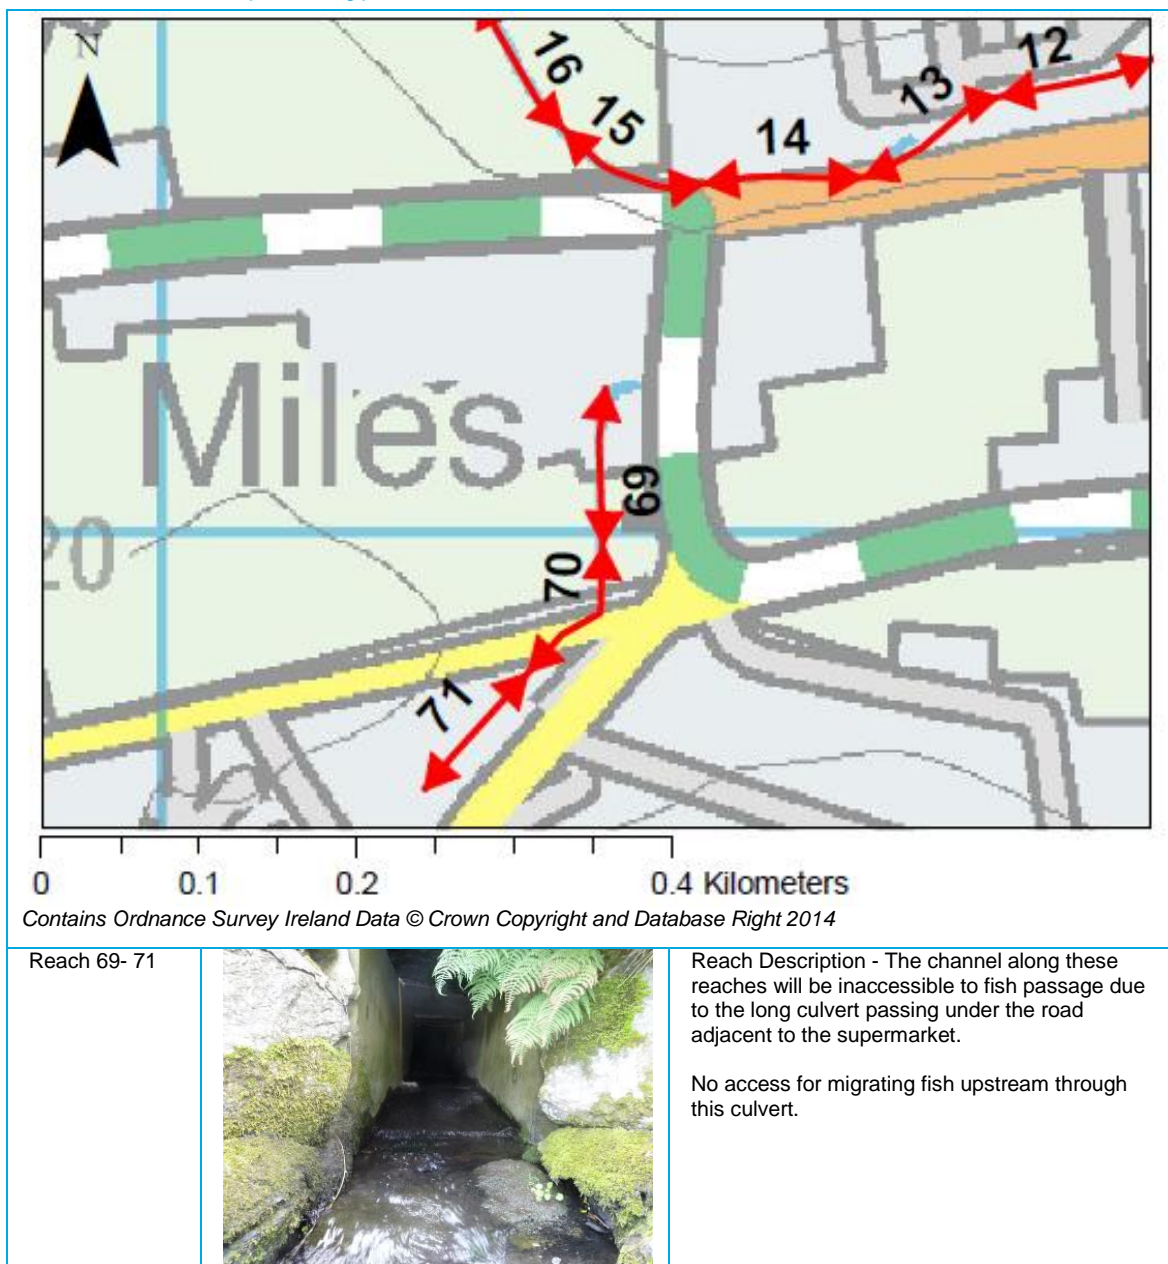 N
16
15
14
13
12
Miles
69
20
70
71
0 0.1 0.2 0.4 Kilometers
Contains Ordnance Survey Ireland Data © Crown Copyright and Database Right 2014
Reach 69- 71
Reach Description - The channel along these
reaches will be inaccessible to fish passage due
to the long culvert passing under the road
adjacent to the supermarket.
No access for migrating fish upstream through
this culvert.